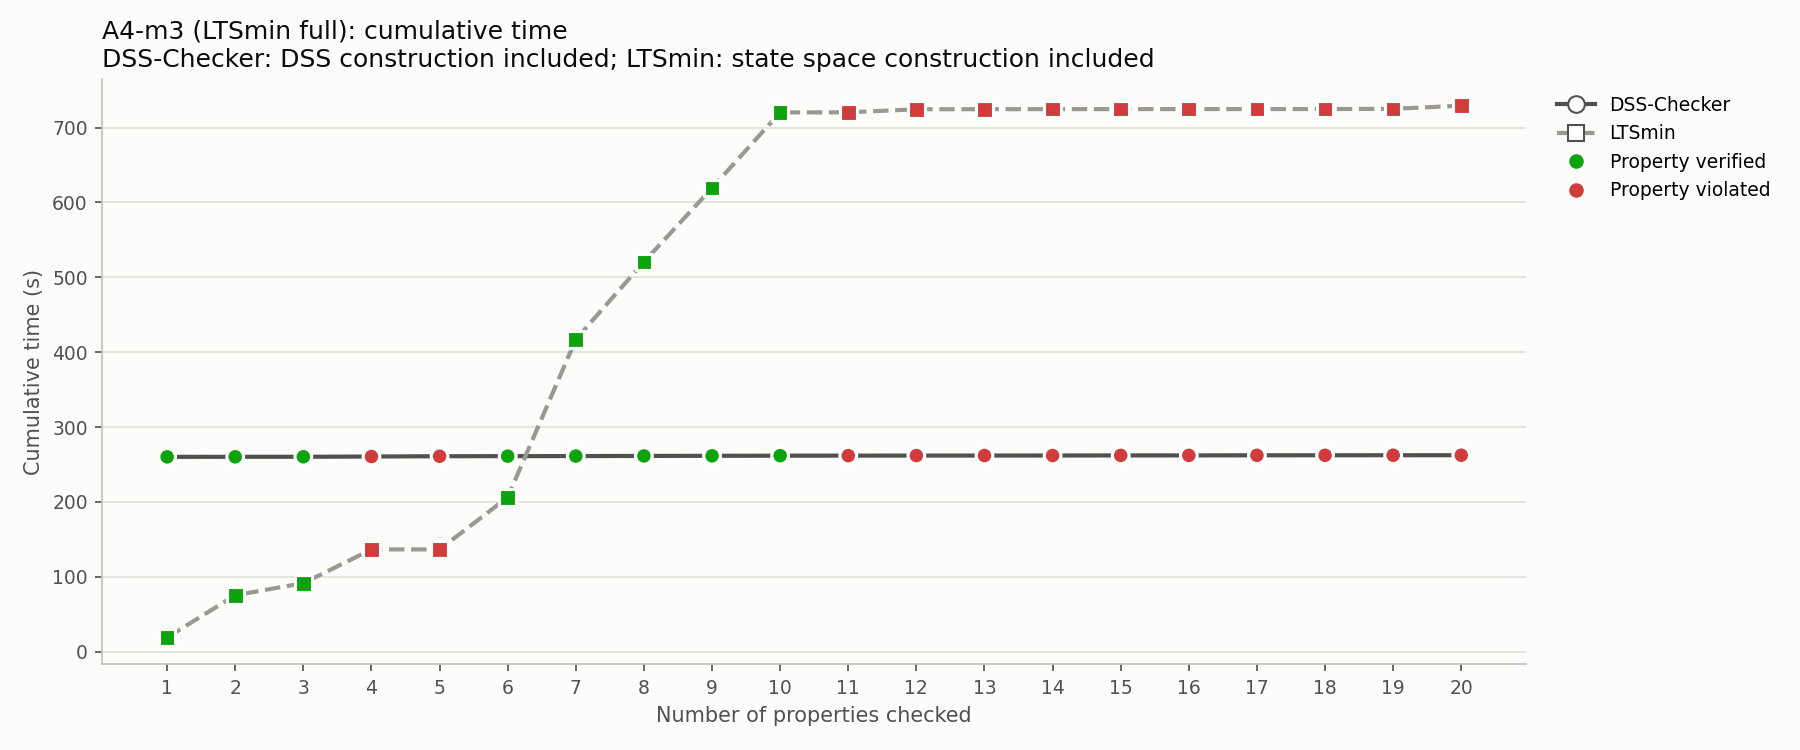 A4-m3 (LTSmin full): cumulative time
DSS-Checker: DSS construction included; LTSmin: state space construction included
DSS-Checker
LTSmin
Property verified
Property violated
Cumulative time (s)
700
600
500
400
300
200
100
0
1 2 3 4 5 6 7 8 9 10 11 12 13 14 15 16 17 18 19 20
Number of properties checked